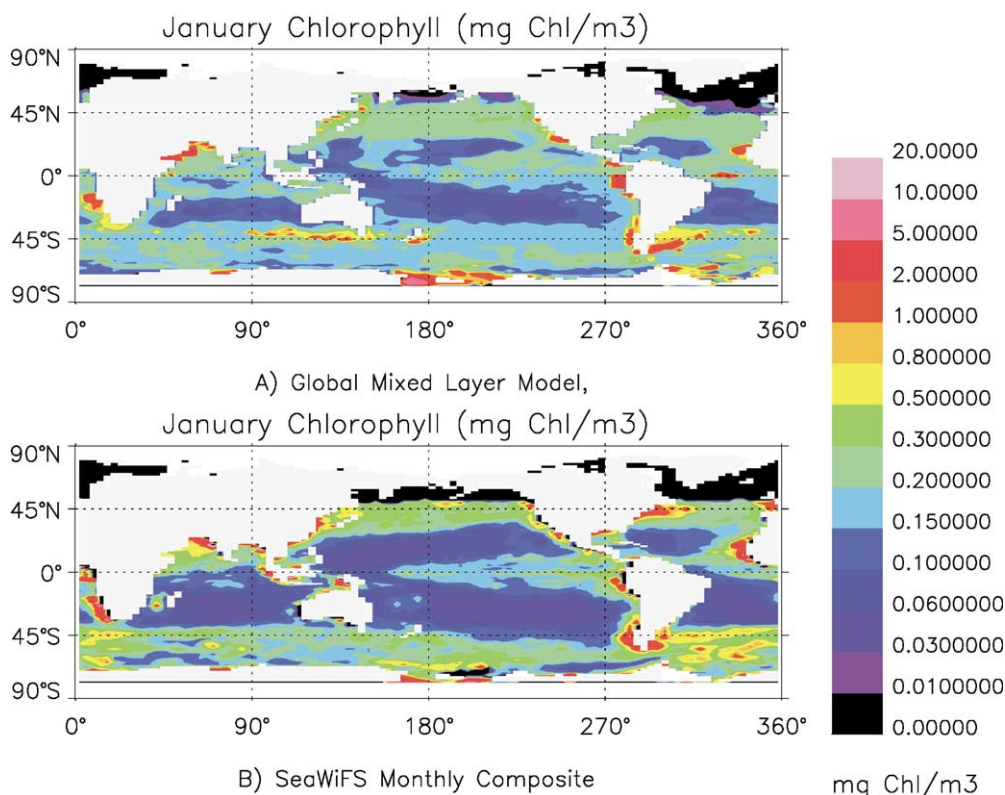 January Chlorophyll (mg Chl/m3)
90°N
45°N
0°
45°S
90°S
0° 90° 180° 270° 360°
A) Global Mixed Layer Model,
January Chlorophyll (mg Chl/m3)
90°N
45°N
0°
45°S
90°S
0° 90° 180° 270° 360°
B) SeaWiFS Monthly Composite
20.0000
10.0000
5.00000
2.00000
1.00000
0.800000
0.500000
0.300000
0.200000
0.150000
0.100000
0.0600000
0.0300000
0.0100000
0.00000
mg Chl/m3